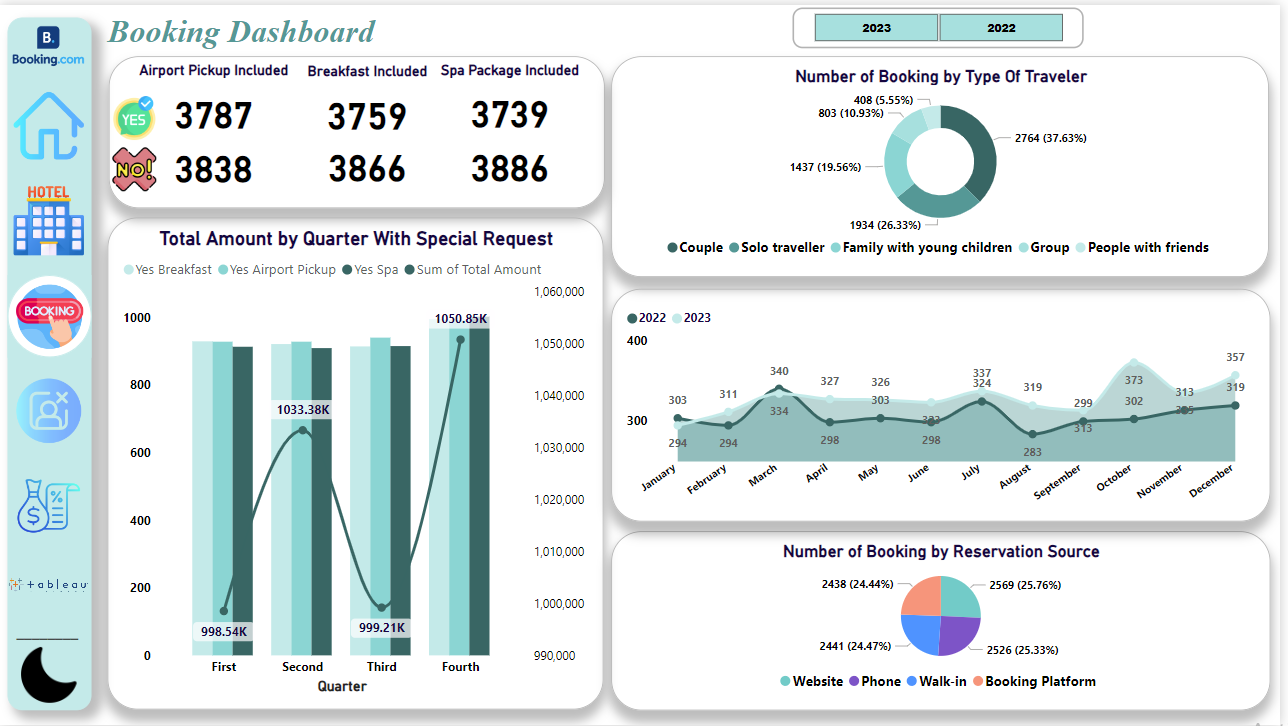 B.
Booking.com
HOTEL
BOOKING
%
$
+ableau
Booking Dashboard
2023
2022
Airport Pickup Included
Breakfast Included
Spa Package Included
YES
3787
3759
3739
NO!
3838
3866
3886
Total Amount by Quarter With Special Request
Yes Breakfast
Yes Airport Pickup
Yes Spa
Sum of Total Amount
1000
800
600
400
200
0
1,060,000
1,050,000
1,040,000
1,030,000
1,020,000
1,010,000
1,000,000
990,000
998.54K
1033.38K
999.21K
1050.85K
First
Second
Third
Fourth
Quarter
Number of Booking by Type Of Traveler
408 (5.55%)
803 (10.93%)
2764 (37.63%)
1437 (19.56%)
1934 (26.33%)
Couple
Solo traveller
Family with young children
Group
People with friends
2022
2023
400
300
303
294
311
294
340
334
327
298
326
303
298
337
324
319
283
299
313
373
302
313
357
319
January
February
March
April
May
June
July
August
September
October
November
December
Number of Booking by Reservation Source
2438 (24.44%)
2569 (25.76%)
2441 (24.47%)
2526 (25.33%)
Website
Phone
Walk-in
Booking Platform